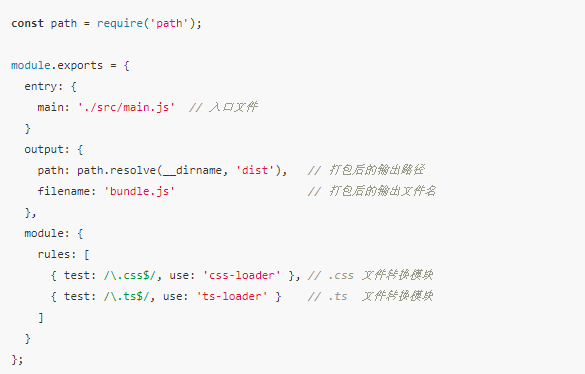 const path = require('path');
module.exports = {
  entry: {
    main: './src/main.js'  // 入口文件
  }
  output: {
    path: path.resolve(__dirname, 'dist'),   // 打包后的输出路径
    filename: 'bundle.js'                    // 打包后的输出文件名
  },
  module: {
    rules: [
      { test: /\.css$/, use: 'css-loader' }, // .css 文件转换模块
      { test: /\.ts$/, use: 'ts-loader' }    // .ts  文件转换模块
    ]
  }
};